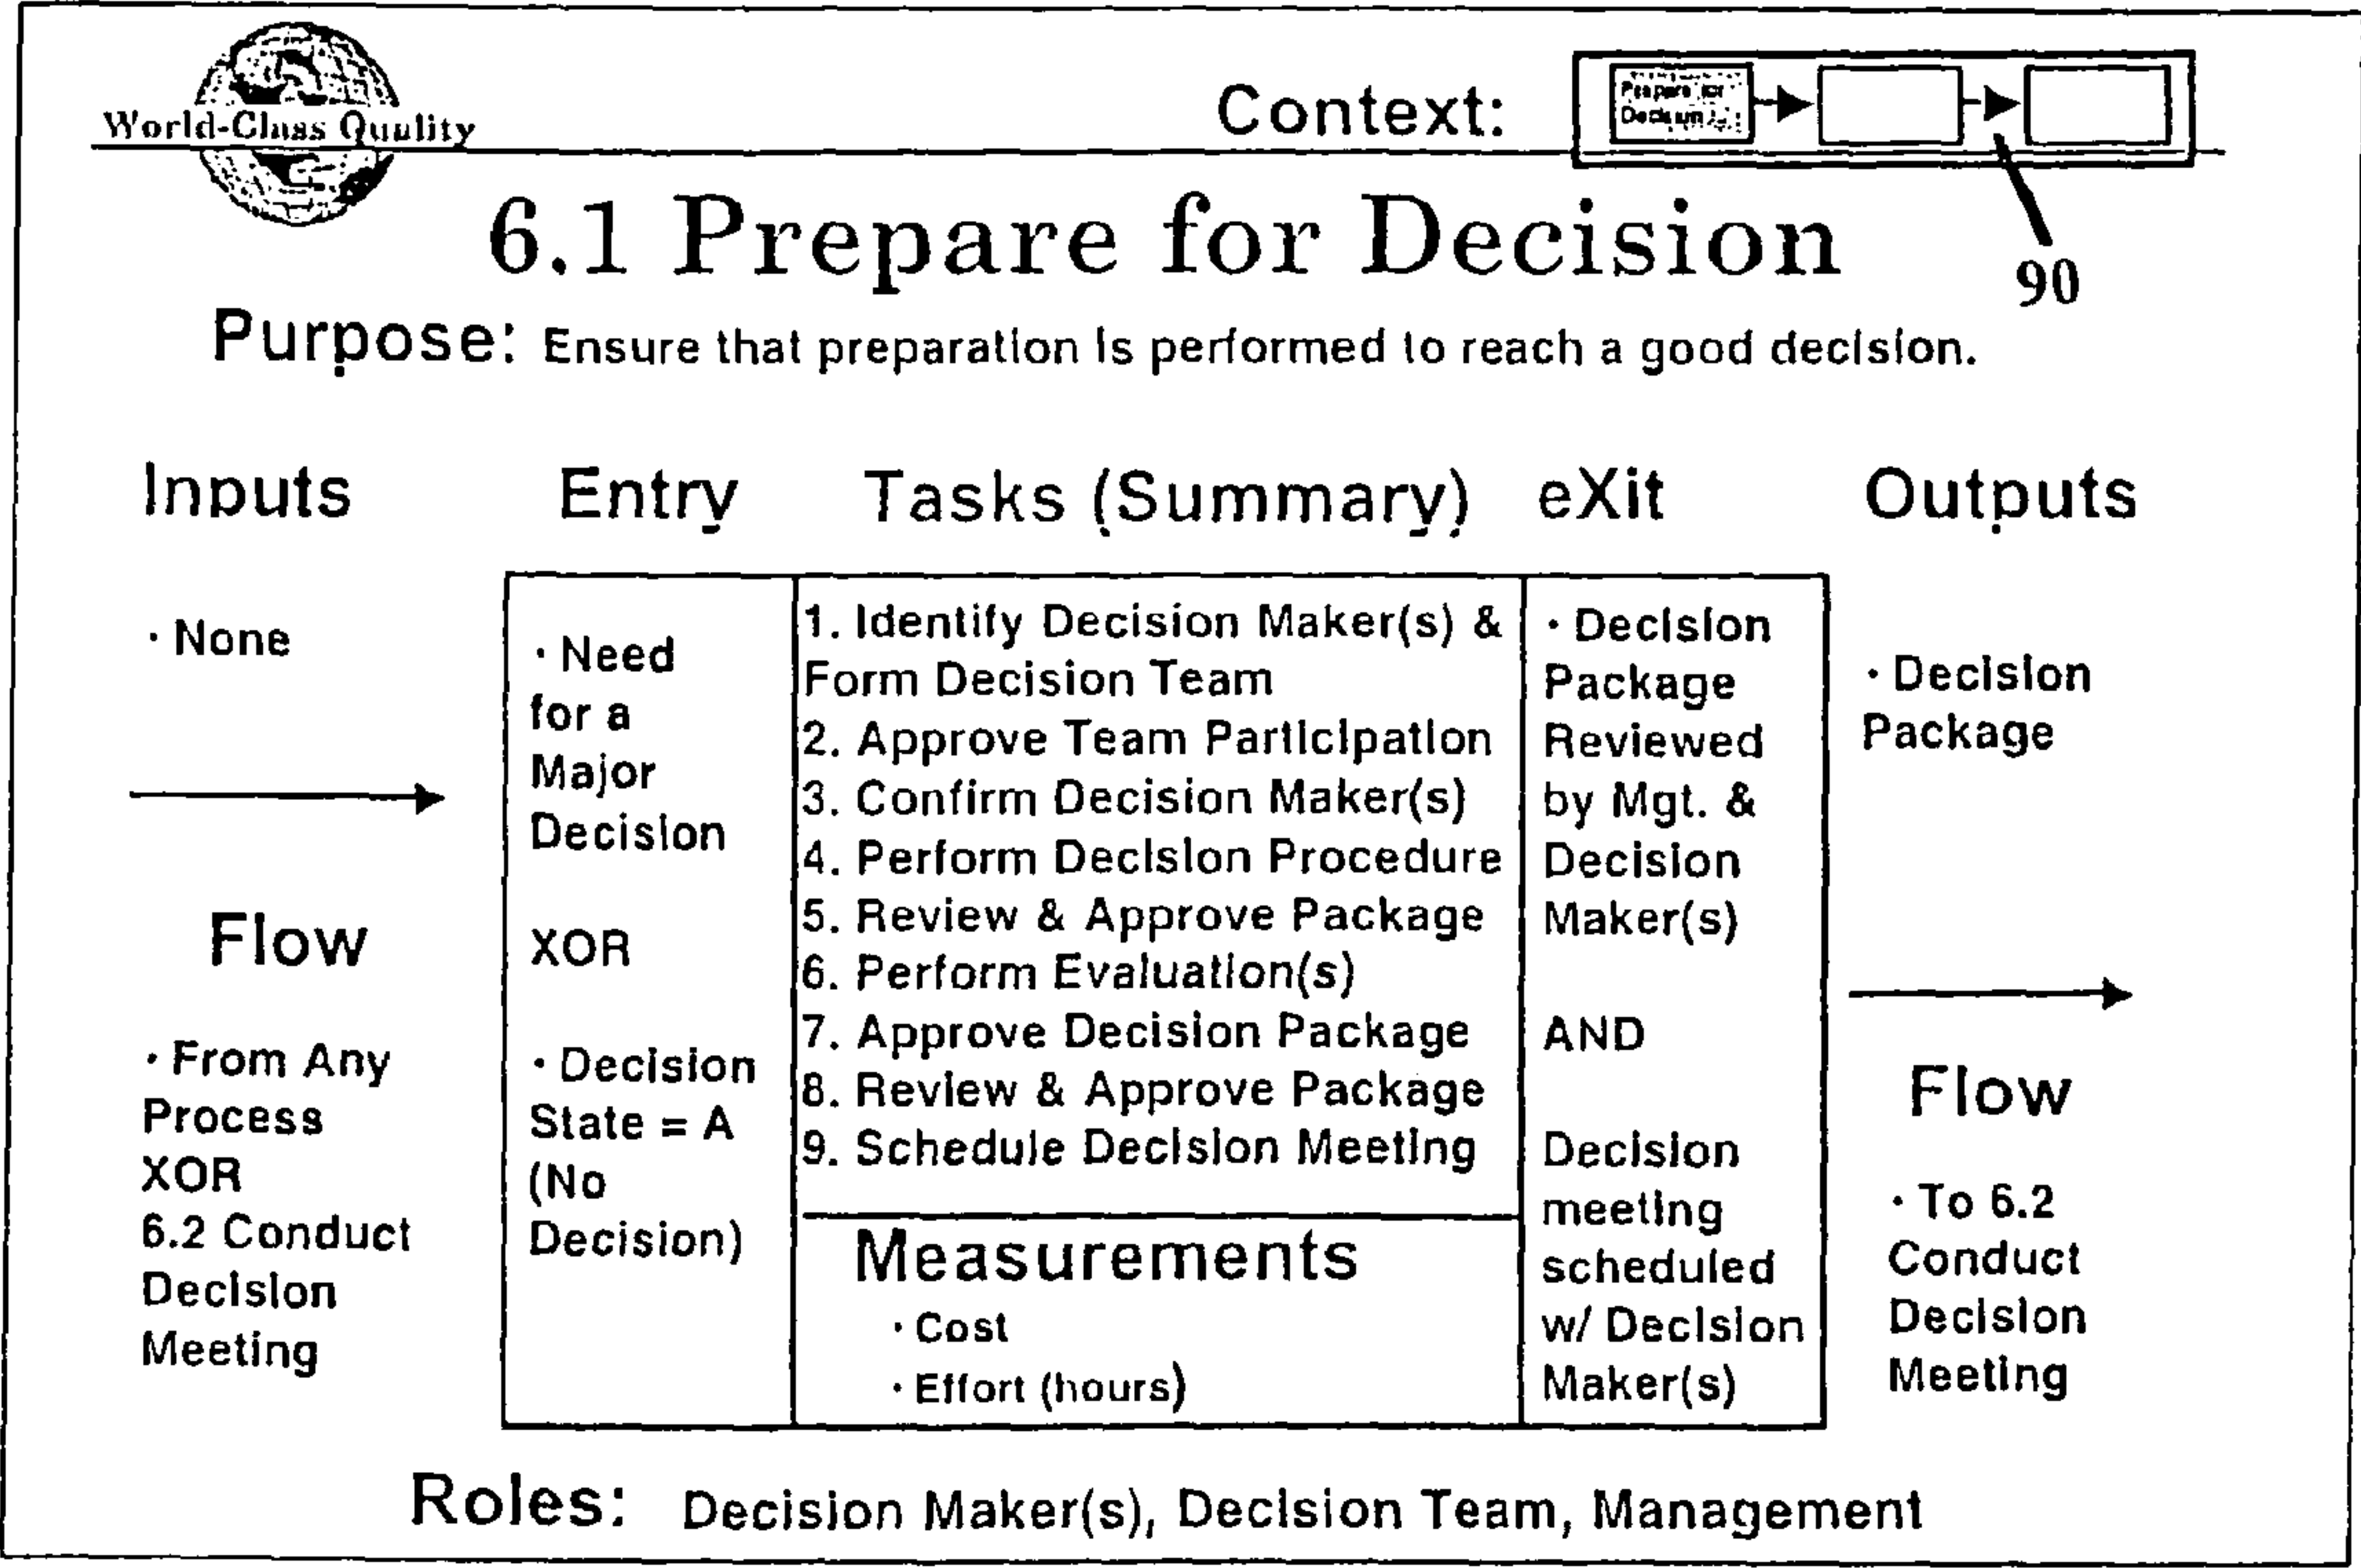 World-Class Quality
Context:
Prepare for
Decision
90
6.1 Prepare for Decision
Purpose: Ensure that preparation is performed to reach a good decision.
Inputs
· None
Flow
· From Any
Process
XOR
6.2 Conduct
Decision
Meeting
Entry
· Need
for a
Major
Decision
XOR
· Decision
State = A
(No
Decision)
Tasks (Summary)
1. Identify Decision Maker(s) &
Form Decision Team
2. Approve Team Participation
3. Confirm Decision Maker(s)
4. Perform Decision Procedure
5. Review & Approve Package
6. Perform Evaluation(s)
7. Approve Decision Package
8. Review & Approve Package
9. Schedule Decision Meeting
Measurements
· Cost
· Effort (hours)
eXit
· Decision
Package
Reviewed
by Mgt. &
Decision
Maker(s)
AND
Decision
meeting
scheduled
w/ Decision
Maker(s)
Outputs
· Decision
Package
Flow
· To 6.2
Conduct
Decision
Meeting
Roles: Decision Maker(s), Decision Team, Management